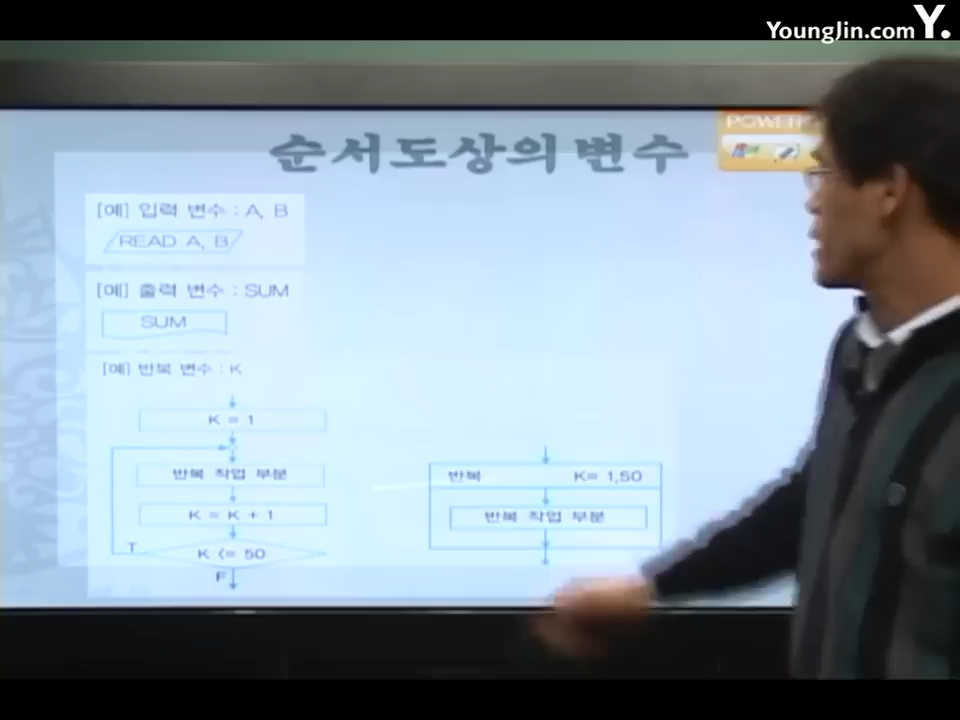 YoungJin.com Y.
순서도상의 변수
[예] 입력 변수 : A, B
READ A, B
[예] 출력 변수 : SUM
SUM
[예] 반복 변수 : K
K = 1
반복 작업 부분
K = K + 1
T
K <= 50
F
반복 K= 1,50
반복 작업 부분